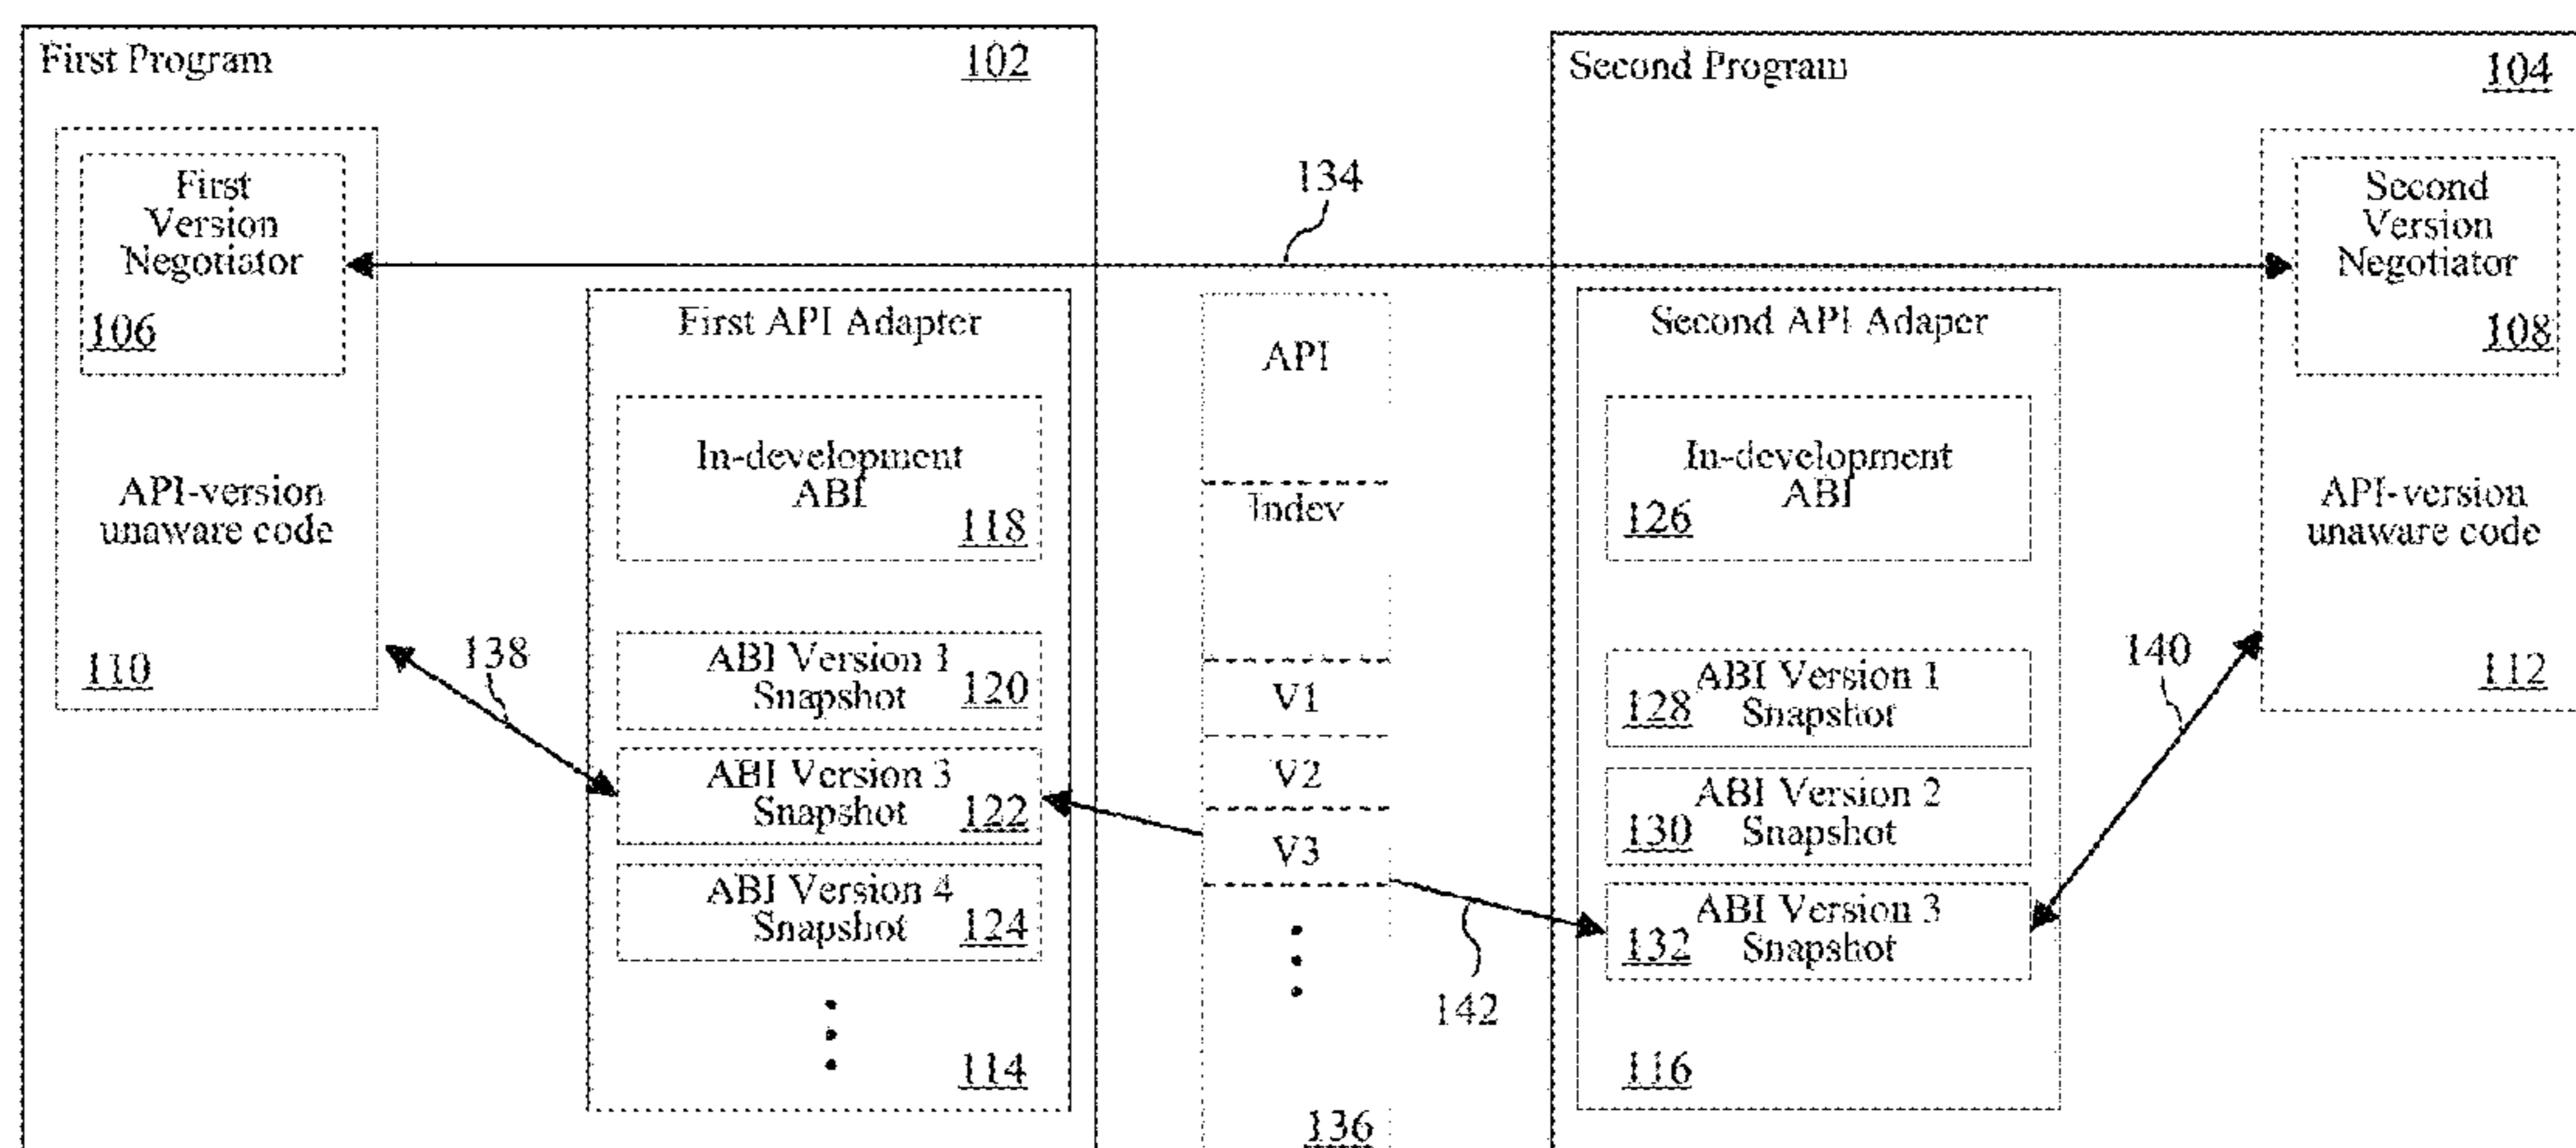 First Program
102
First
Version
Negotiator
106
API-version
unaware code
110
138
First API Adapter
In-development
ABI
118
ABI Version 1
Snapshot
120
ABI Version 3
Snapshot
122
ABI Version 4
Snapshot
124
114
134
API
Indev
V1
V2
V3
136
142
Second Program
104
Second API Adaper
In-development
ABI
126
ABI Version 1
Snapshot
128
ABI Version 2
Snapshot
130
ABI Version 3
Snapshot
132
116
140
Second
Version
Negotiator
108
API-version
unaware code
112